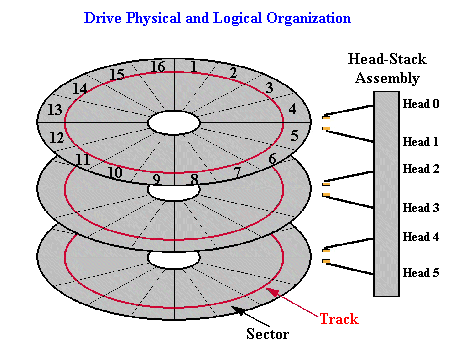 Drive Physical and Logical Organization
Head-Stack
Assembly
16
1
15
2
14
3
13
4
12
5
11
6
10
7
9
8
Head 0
Head 1
Head 2
Head 3
Head 4
Head 5
Track
Sector